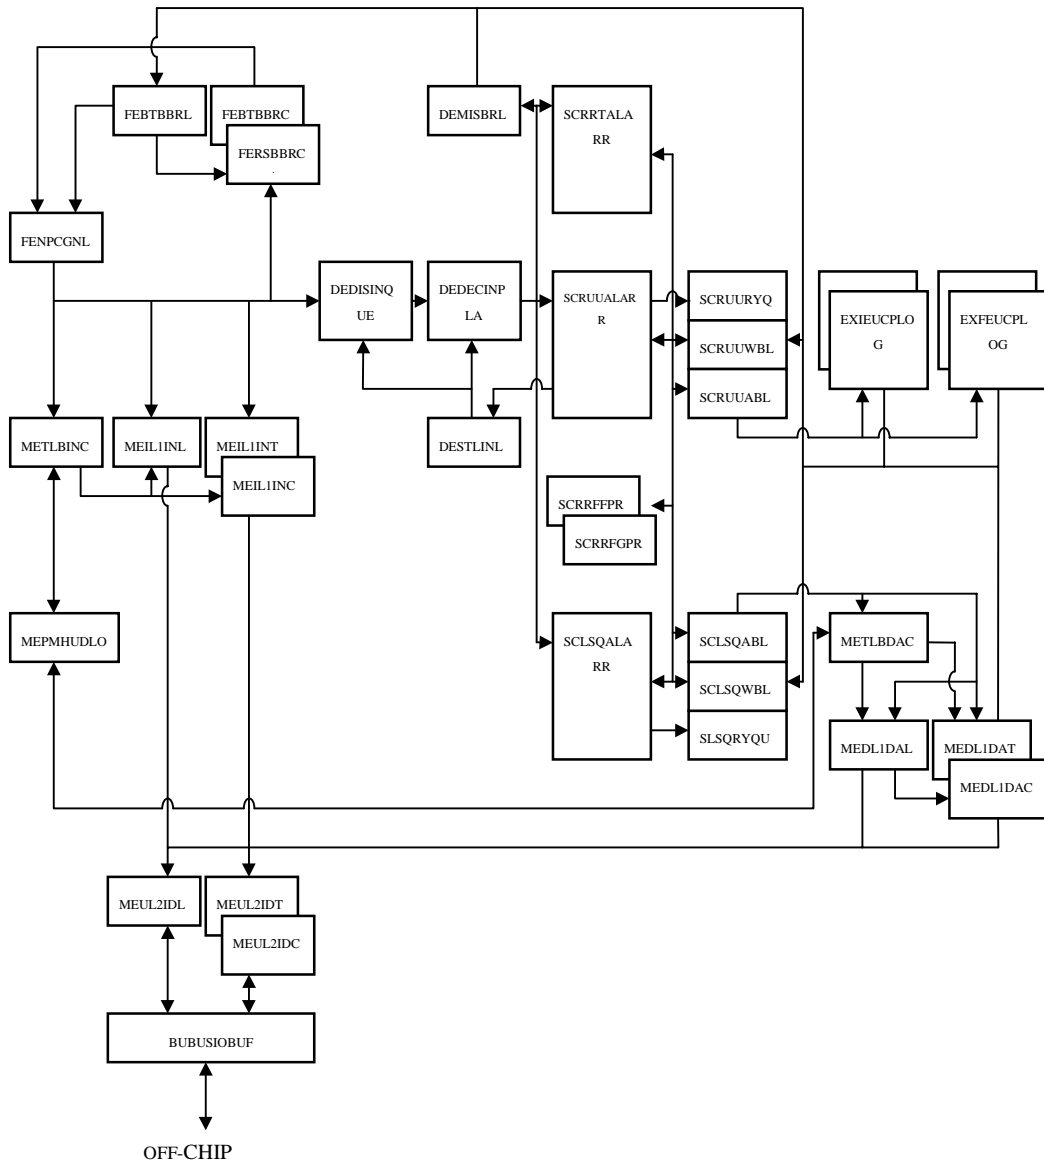 FEBTBBRL
FEBTBBRC
DEMISBRL
SCRRTALA
RR
FERSBBRC
.
FENPCGNL
DEDISINQ
UE
DEDECINP
LA
SCRUUALAR
R
SCRUURYQ
SCRUUWBL
SCRUUABL
EXIEUCPLO
G
EXFEUCPL
OG
METLBINC
MEIL1INL
MEIL1INT
MEIL1INC
DESTLINL
SCRRFFPR
SCRRFGPR
MEPMHUDLO
SCLSQALA
RR
SCLSQABL
SCLSQWBL
SLSQRYQU
METLBDAC
MEDL1DAL
MEDL1DAT
MEDL1DAC
MEUL2IDL
MEUL2IDT
MEUL2IDC
BUBUSIOBUF
OFF-CHIP